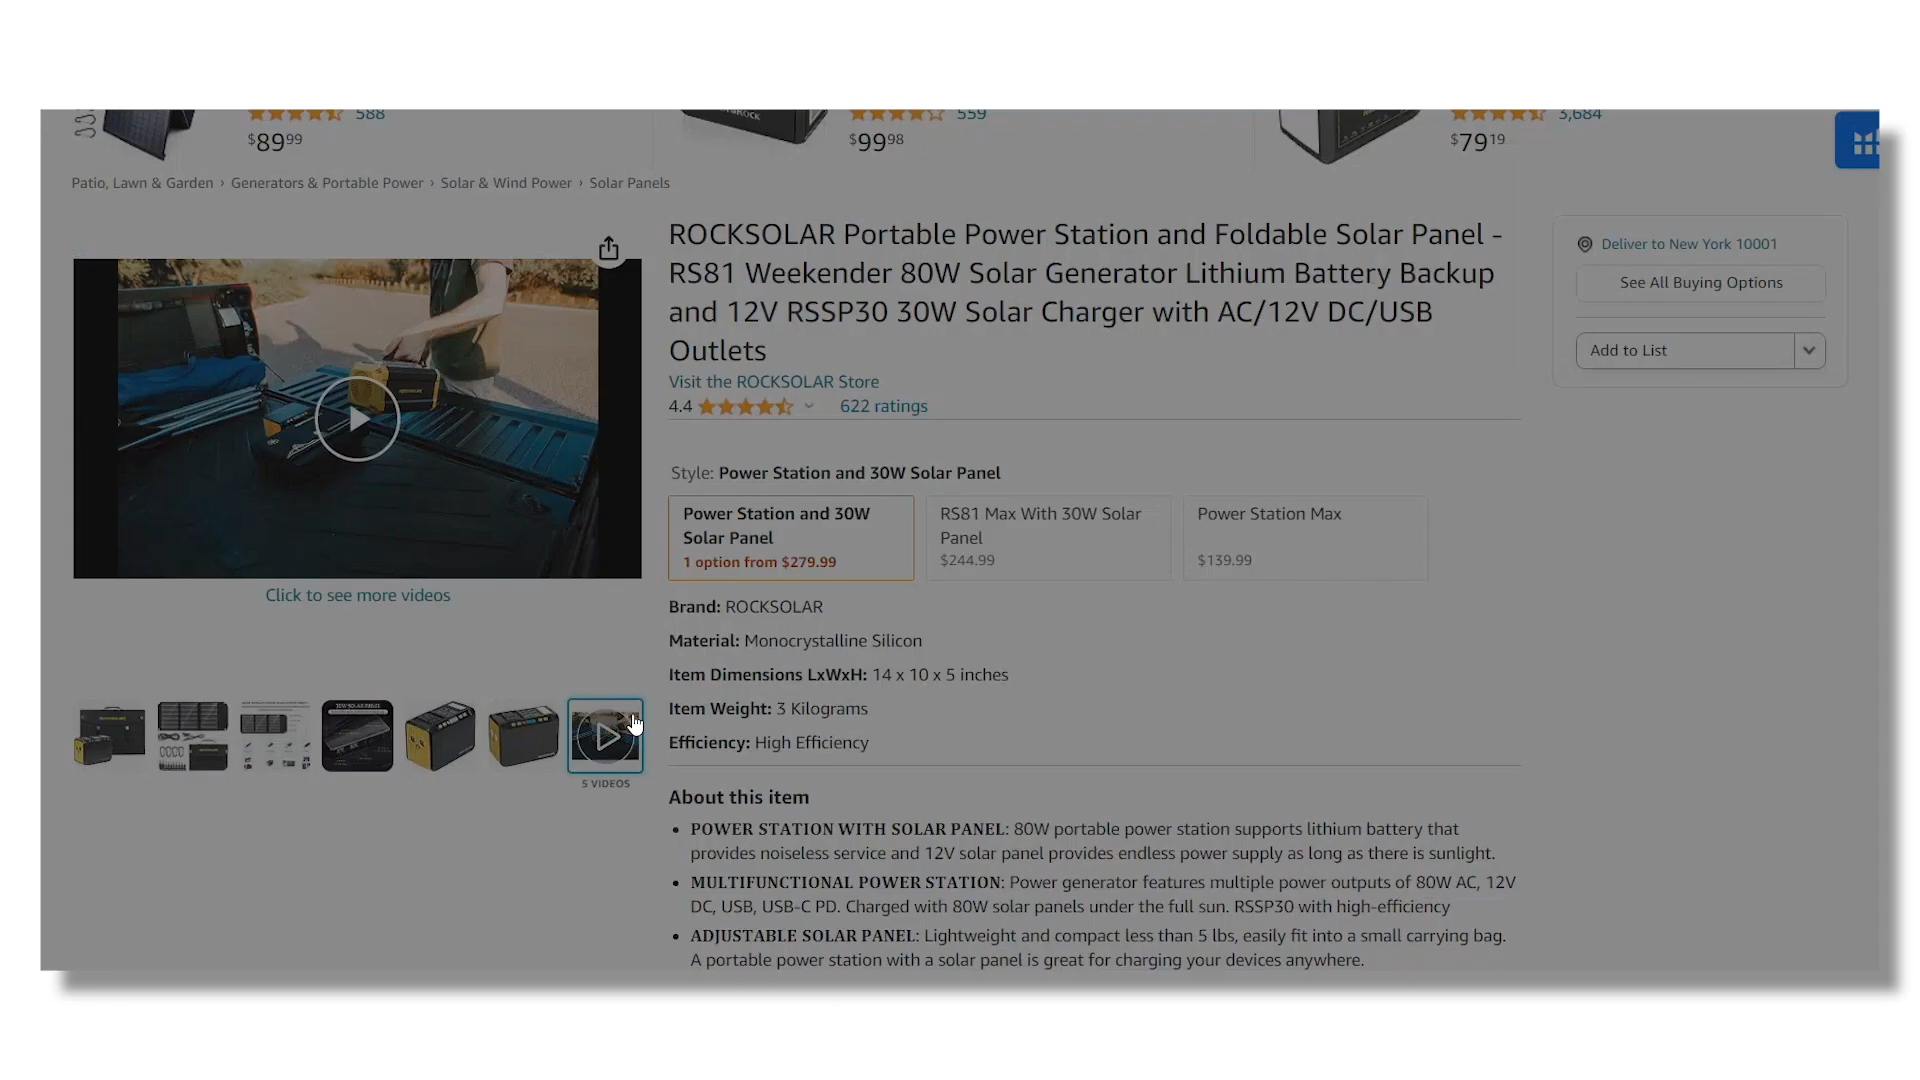 588
$89 99
559
$99 98
3,684
$79 19
Patio, Lawn & Garden › Generators & Portable Power › Solar & Wind Power › Solar Panels
ROCKSOLAR Portable Power Station and Foldable Solar Panel -
RS81 Weekender 80W Solar Generator Lithium Battery Backup
and 12V RSSP30 30W Solar Charger with AC/12V DC/USB
Outlets
Visit the ROCKSOLAR Store
4.4
622 ratings
Deliver to New York 10001
See All Buying Options
Add to List
Click to see more videos
5 VIDEOS
Style: Power Station and 30W Solar Panel
Power Station and 30W
Solar Panel
1 option from $279.99
RS81 Max With 30W Solar
Panel
$244.99
Power Station Max
$139.99
Brand: ROCKSOLAR
Material: Monocrystalline Silicon
Item Dimensions LxWxH: 14 x 10 x 5 inches
Item Weight: 3 Kilograms
Efficiency: High Efficiency
About this item
• POWER STATION WITH SOLAR PANEL: 80W portable power station supports lithium battery that
provides noiseless service and 12V solar panel provides endless power supply as long as there is sunlight.
• MULTIFUNCTIONAL POWER STATION: Power generator features multiple power outputs of 80W AC, 12V
DC, USB, USB-C PD. Charged with 80W solar panels under the full sun. RSSP30 with high-efficiency
• ADJUSTABLE SOLAR PANEL: Lightweight and compact less than 5 lbs, easily fit into a small carrying bag.
A portable power station with a solar panel is great for charging your devices anywhere.